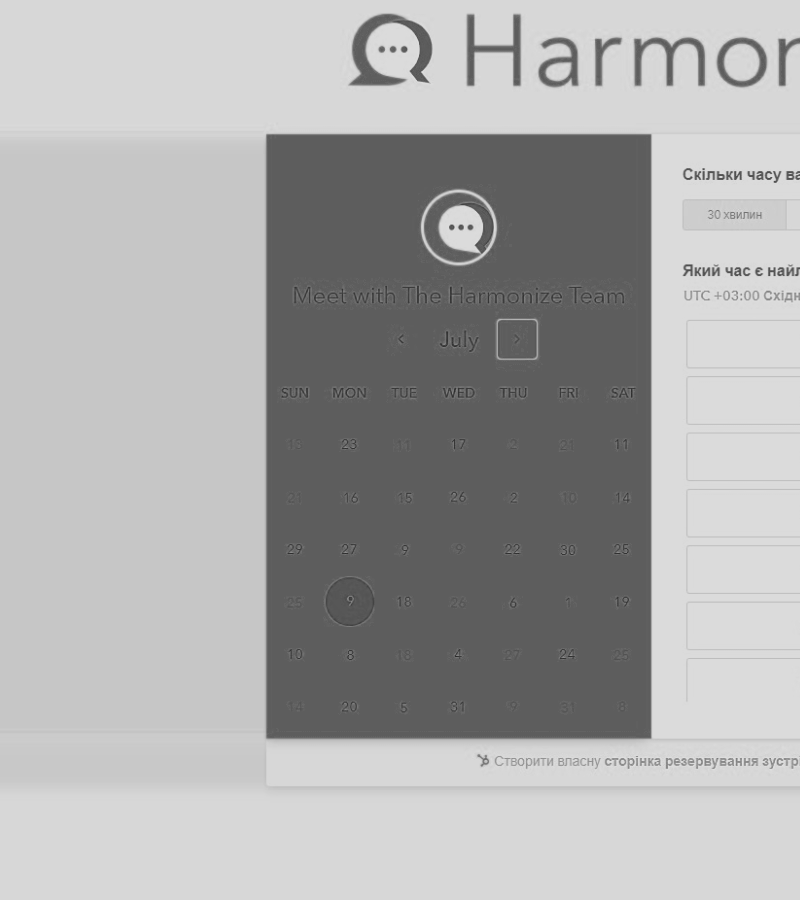 Harmon
Meet with The Harmonize Team
July
SUN MON TUE WED THU FRI SAT
23 17 2 21 11
21 16 15 26 2 10 14
29 27 9 9 22 30 25
25 9 18 26 6 1 19
10 8 18 4 27 24 25
14 20 5 31 9 31 8
Скільки часу ва
30 хвилин
Який час є найл
UTC +03:00 Східн
Створити власну сторінка резервування зустрі